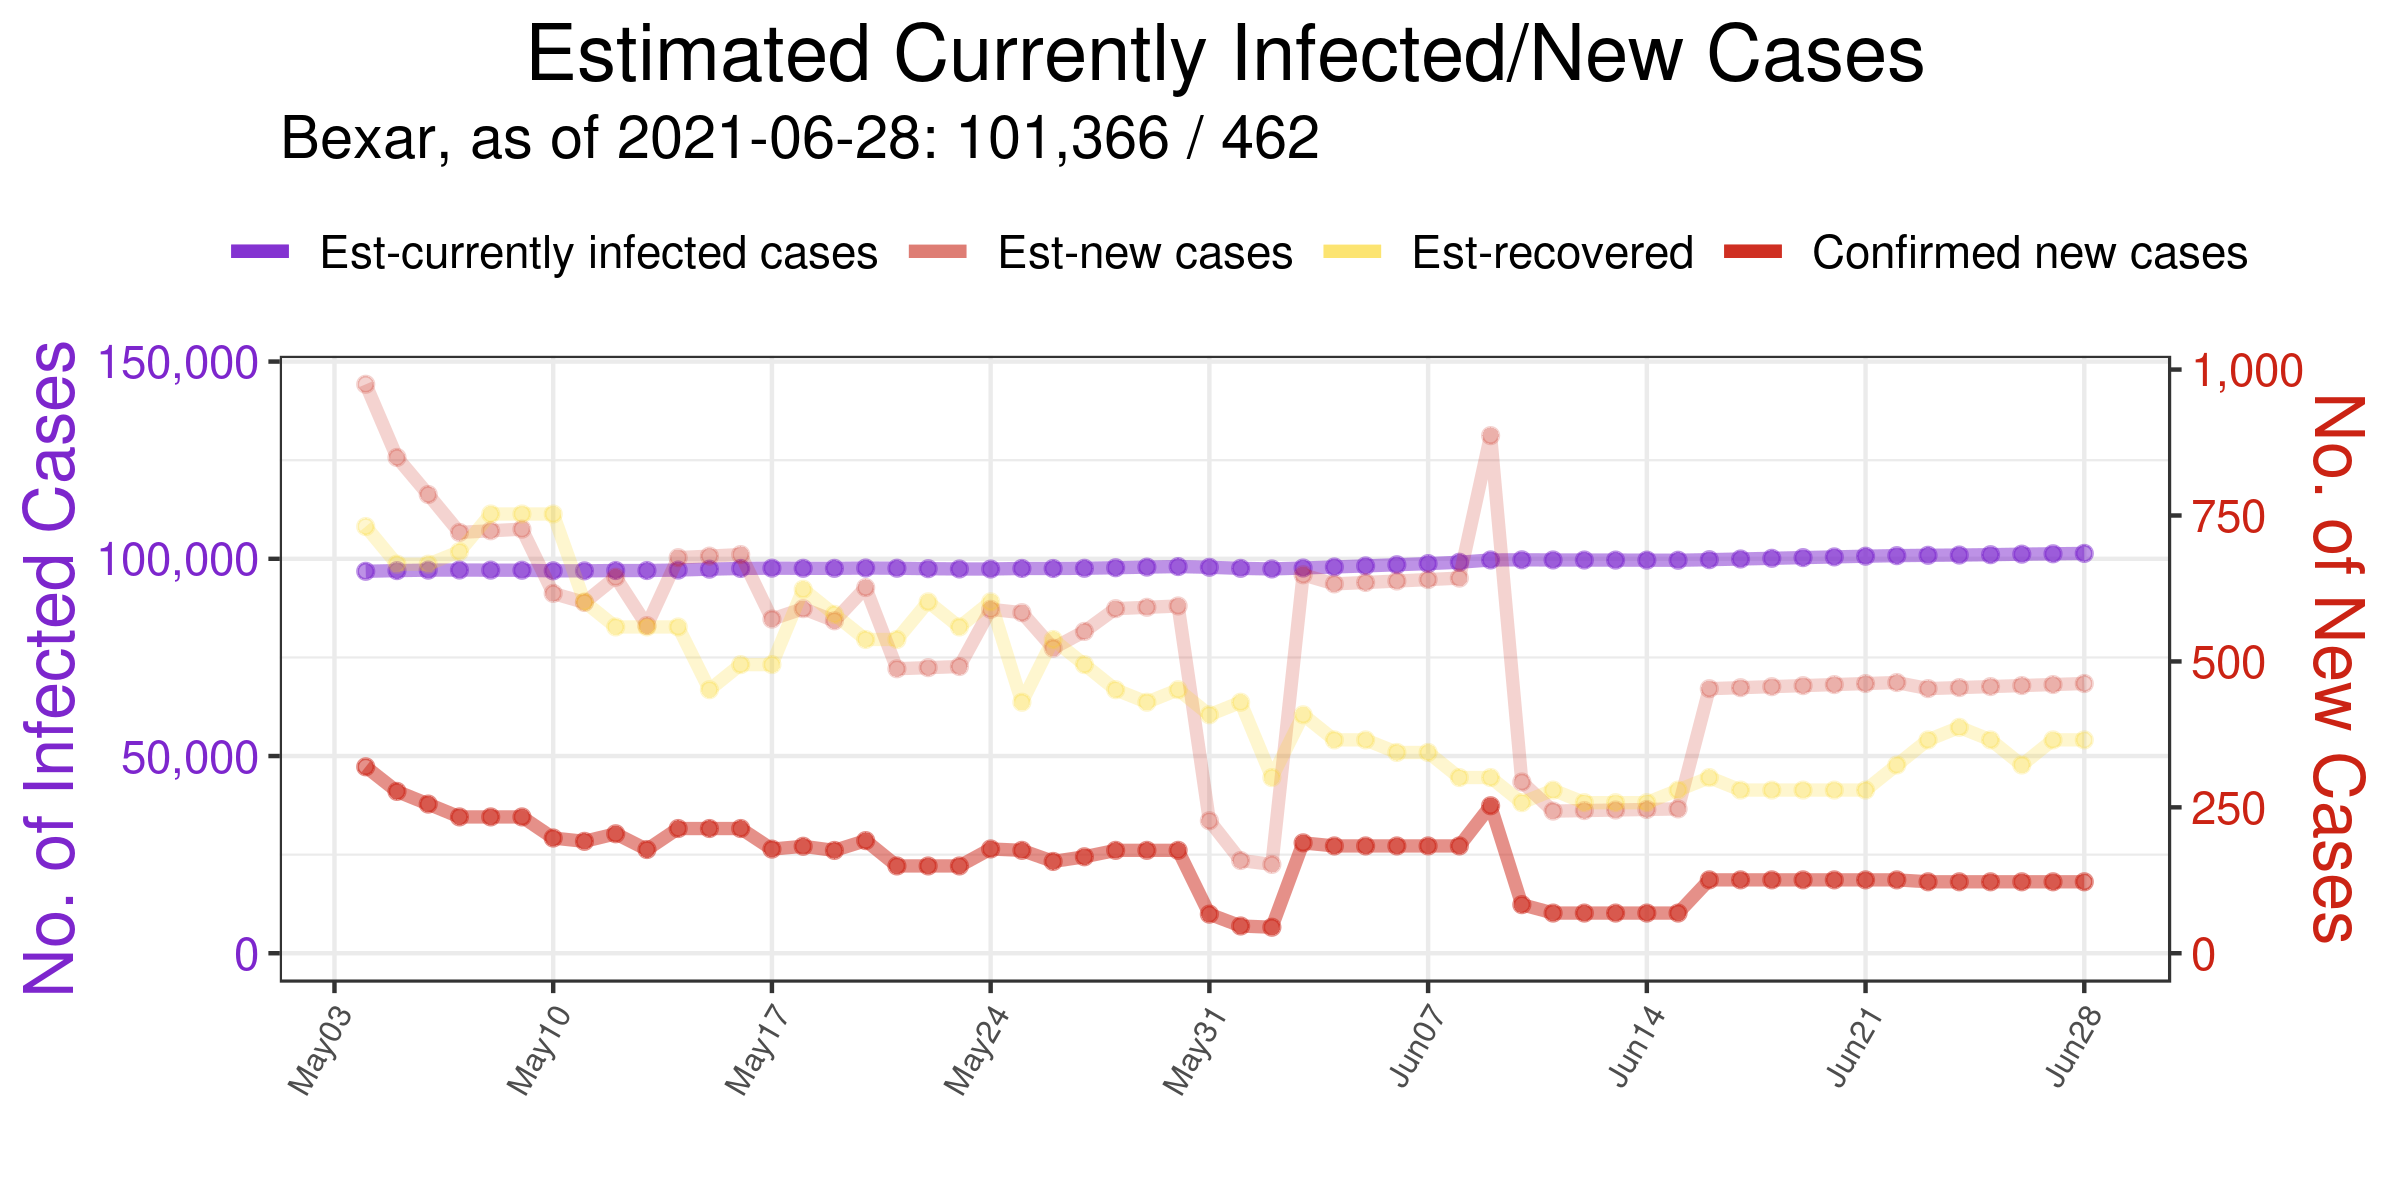 Estimated Currently Infected/New Cases
Bexar, as of 2021-06-28: 101,366 / 462
Est-currently infected cases Est-new cases Est-recovered Confirmed new cases
No. of Infected Cases
150,000
100,000
50,000
0
1,000
750
500
250
0
No. of New Cases
May03 May10 May17 May24 May31 Jun07 Jun14 Jun21 Jun28